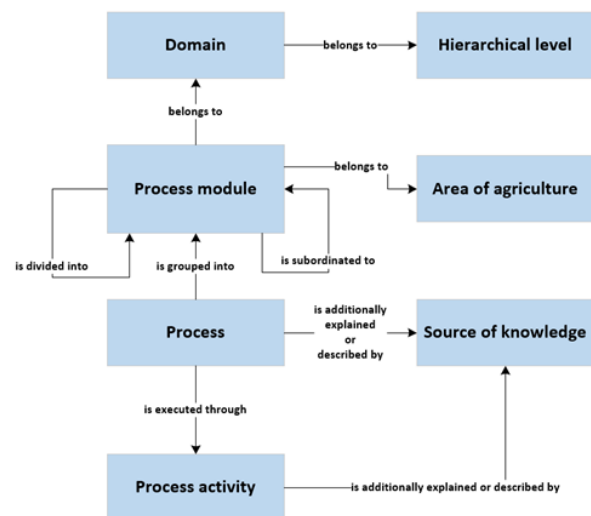 Domain
belongs to
Hierarchical level
belongs to
Process module
belongs to
Area of agriculture
is divided into
is grouped into
is subordinated to
Process
is additionally
explained
or
described by
Source of knowledge
is executed through
Process activity
is additionally explained or described by